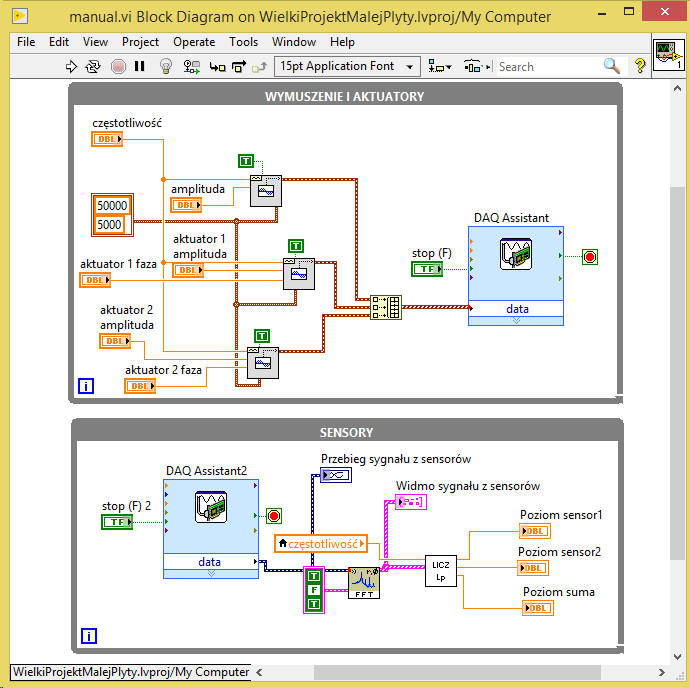 manual.vi Block Diagram on WielkiProjektMalejPlyty.lvproj/My Computer
File Edit View Project Operate Tools Window Help
15pt Application Font
Search
?
1
WYMUSZENIE I AKTUATORY
częstotliwość
DBL
T
amplituda
DBL
50000
5000
DAQ Assistant
aktuator 1
amplituda
T
stop (F)
TF
aktuator 1 faza
DBL
DBL
data
aktuator 2
amplituda
DBL
T
aktuator 2 faza
DBL
i
SENSORY
Przebieg sygnału z sensorów
DAQ Assistant2
Widmo sygnału z sensorów
stop (F) 2
TF
Poziom sensor1
DBL
częstotliwość
data
Poziom sensor2
DBL
LICZ
Lp
T
F
T
FFT
Poziom suma
DBL
i
WielkiProjektMalejPlyty.lvproj/My Computer